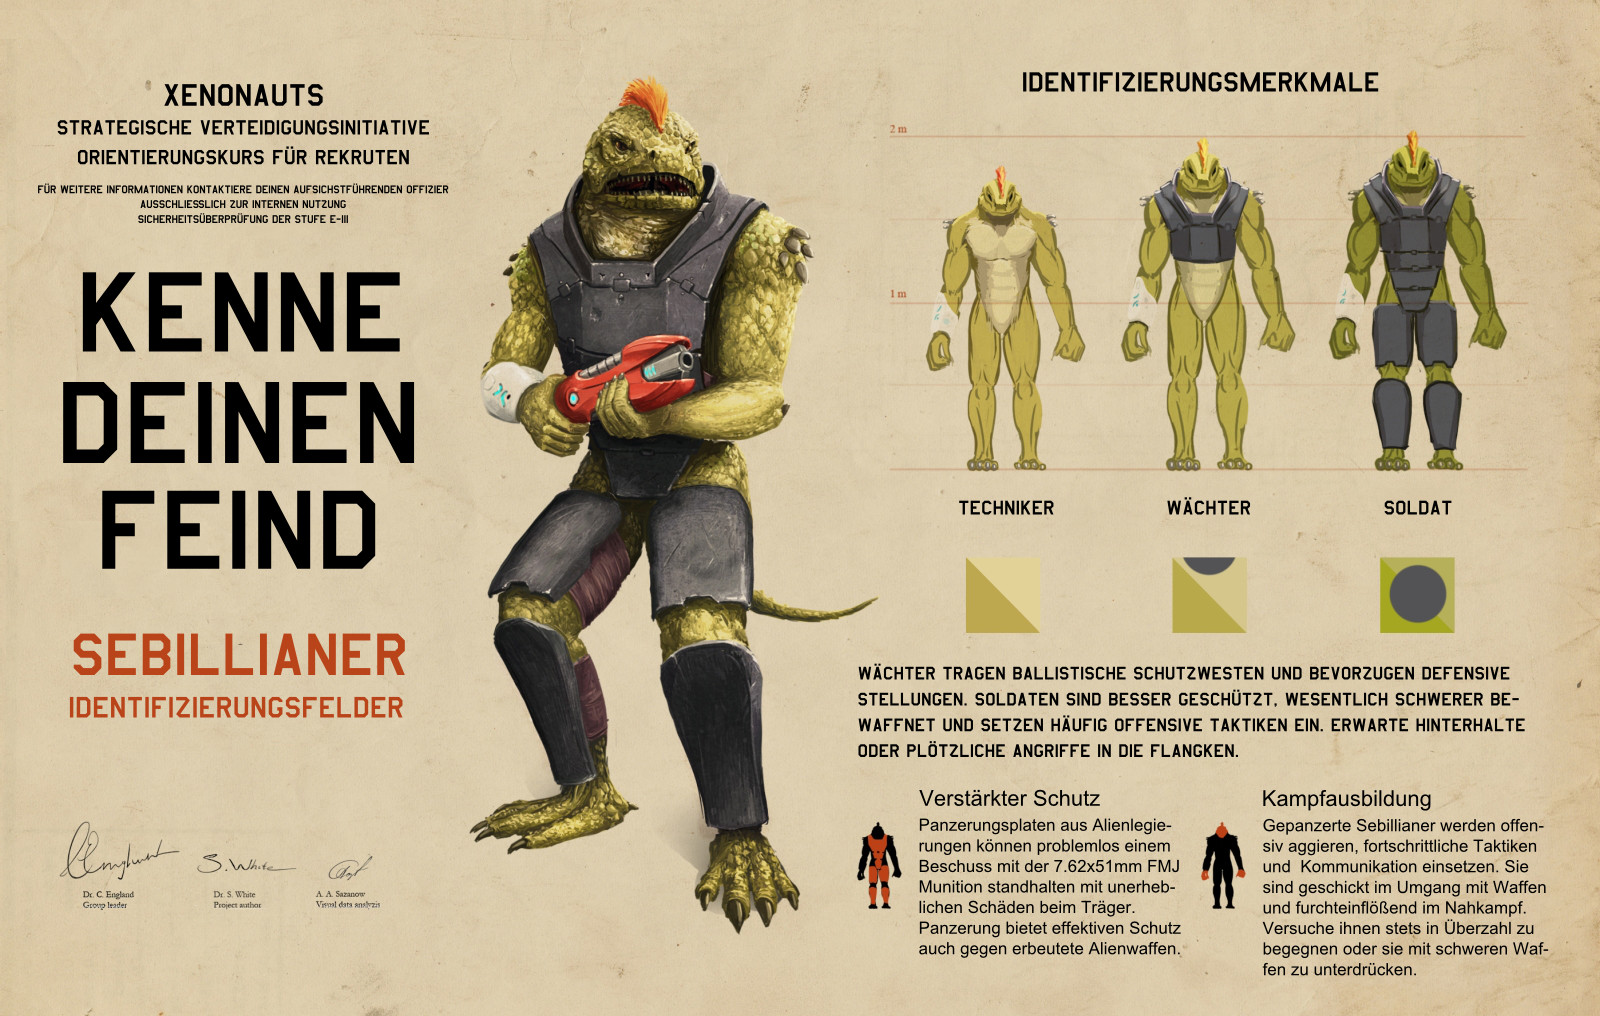 XENONAUTS
STRATEGISCHE VERTEIDIGUNGSINITIATIVE
ORIENTIERUNGSKURS FÜR REKRUTEN
FÜR WEITERE INFORMATIONEN KONTAKTIERE DEINEN AUFSICHSTFÜHRENDEN OFFIZIER
AUSSCHLIESSLICH ZUR INTERNEN NUTZUNG
SICHERHEITSÜBERPRÜFUNG DER STUFE E-III
KENNE
DEINEN
FEIND
SEBILLIANER
IDENTIFIZIERUNGSFELDER
S. White
Dr. C. England
Group leader
Dr. S. White
Project author
A. A. Sazanow
Visual data analyzis
IDENTIFIZIERUNGSMERKMALE
2 m
1 m
TECHNIKER
WÄCHTER
SOLDAT
WÄCHTER TRAGEN BALLISTISCHE SCHUTZWESTEN UND BEVORZUGEN DEFENSIVE
STELLUNGEN. SOLDATEN SIND BESSER GESCHÜTZT, WESENTLICH SCHWERER BE-
WAFFNET UND SETZEN HÄUFIG OFFENSIVE TAKTIKEN EIN. ERWARTE HINTERHALTE
ODER PLÖTZLICHE ANGRIFFE IN DIE FLANGKEN.
Verstärkter Schutz
Panzerungsplaten aus Alienlegie-
rungen können problemlos einem
Beschuss mit der 7.62x51mm FMJ
Munition standhalten mit unerheb-
lichen Schäden beim Träger.
Panzerung bietet effektiven Schutz
auch gegen erbeutete Alienwaffen.
Kampfausbildung
Gepanzerte Sebillianer werden offen-
siv aggieren, fortschrittliche Taktiken
und Kommunikation einsetzen. Sie
sind geschickt im Umgang mit Waffen
und furchteinflößend im Nahkampf.
Versuche ihnen stets in Überzahl zu
begegnen oder sie mit schweren Waf-
fen zu unterdrücken.